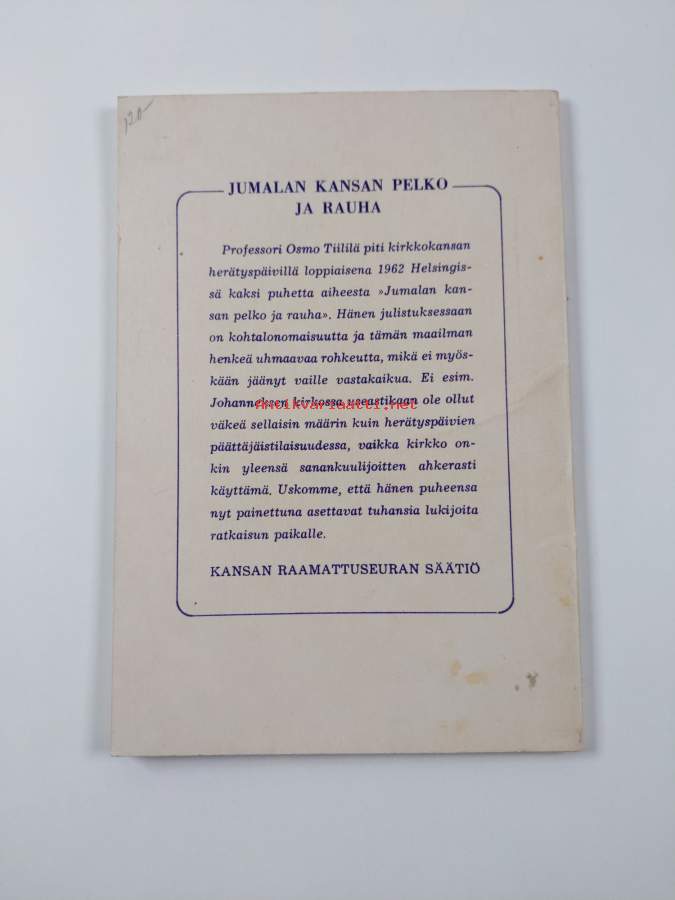 120-
JUMALAN KANSAN PELKO
JA RAUHA
Professori Osmo Tiililä piti kirkkokansan
herätyspäivillä loppiaisena 1962 Helsingis-
sä kaksi puhetta aiheesta »Jumalan kan-
san pelko ja rauha». Hänen julistuksessaan
on kohtalonomaisuutta ja tämän maailman
henkeä uhmaavaa rohkeutta, mikä ei myös-
kään jäänyt vaille vastakaikua. Ei esim.
Johanneksen kirkossa useastikaan ole ollut
antikvariaatti.net
väkeä sellaisin määrin kuin herätyspäivien
päättäjäistilaisuudessa, vaikka kirkko on-
kin yleensä sanankuulijoitten ahkerasti
käyttämä. Uskomme, että hänen puheensa
nyt painettuna asettavat tuhansia lukijoita
ratkaisun paikalle.
KANSAN RAAMATTUSEURAN SÄÄTIÖ